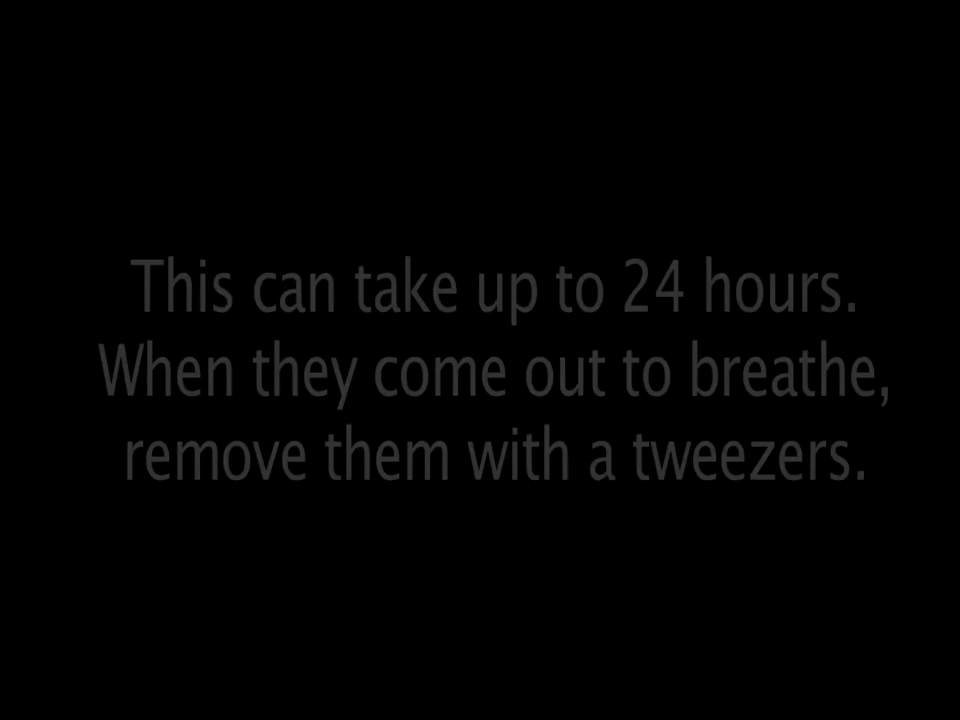 This can take up to 24 hours.
When they come out to breathe,
remove them with a tweezers.